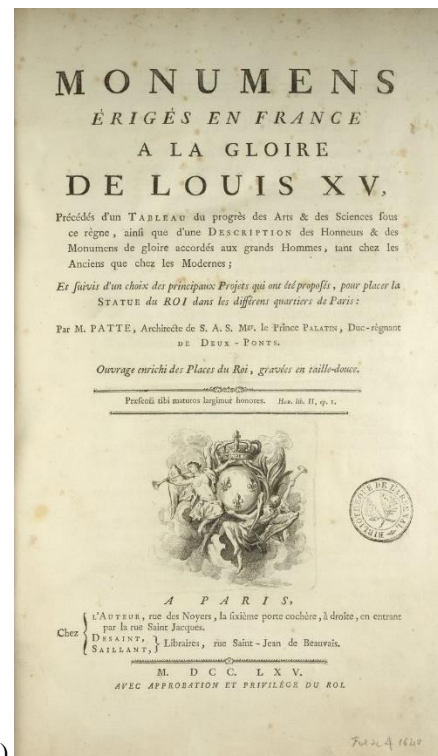 MONUMENS
ÉRIGÉS EN FRANCE
A LA GLOIRE
DE LOUIS XV,
Précédés d'un TABLEAU du progrès des Arts & des Sciences ſous
ce règne, ainſi que d'une DESCRIPTION des Honneurs & des
Monumens de gloire accordés aux grands Hommes, tant chez les
Anciens que chez les Modernes;
Et ſuivis d'un choix des principaux Projets qui ont été propoſés, pour placer la
STATUE du ROI dans les différens quartiers de Paris:
Par M. PATTE, Architecte de S. A. S. Mgr. le Prince PALATIN, Duc-règnant
DE DEUX-PONTS.
Ouvrage enrichi des Places du Roi, gravées en taille-douce.
Præſenti tibi maturos largimur honores. Hor. lib. II, ep. 1.
BIBLIOTHEQUE DE L'ARSENAL
A PARIS,
Chez
L'AUTEUR, rue des Noyers, la ſixième porte cochère, à droite, en entrant
par la rue Saint Jacques.
DESAINT,
SAILLANT,
Libraires, rue Saint-Jean de Beauvais.
M. DCC. LXV.
AVEC APPROBATION ET PRIVILÉGE DU ROI.
)